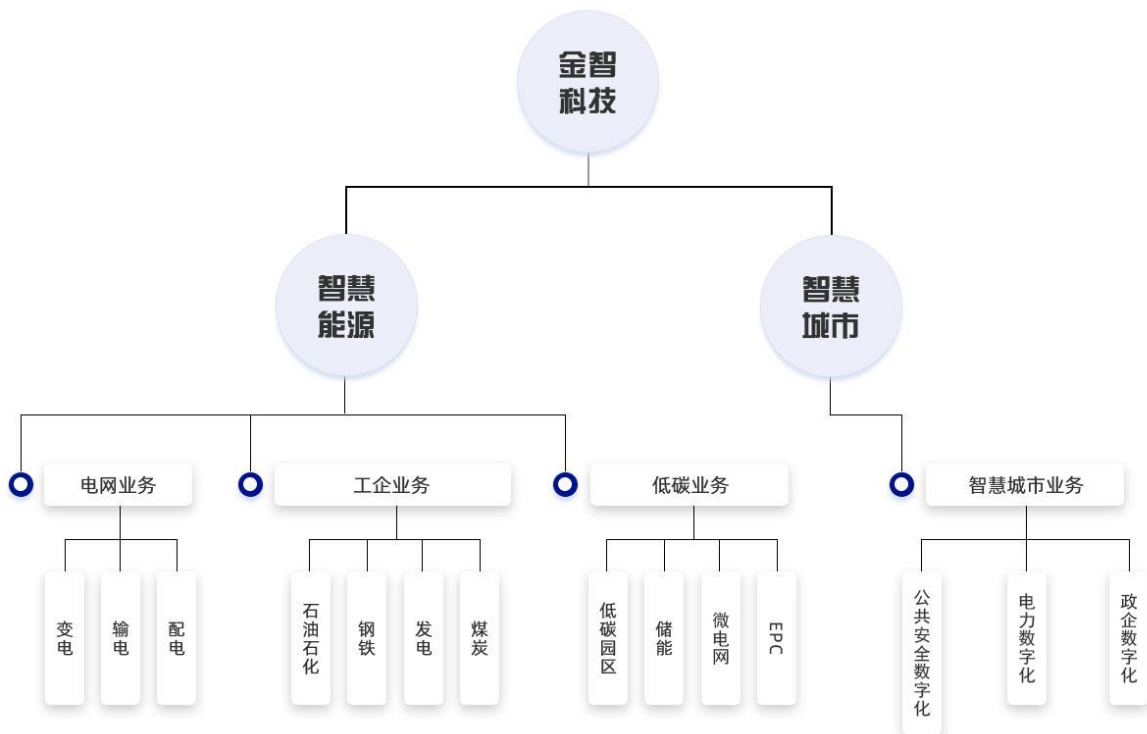 金智
科技
智慧
能源
智慧
城市
电网业务
工企业务
低碳业务
智慧城市业务
变电
输电
配电
石油石化
钢铁
发电
煤炭
低碳园区
储能
微电网
EPC
公共安全数字化
电力数字化
政企数字化